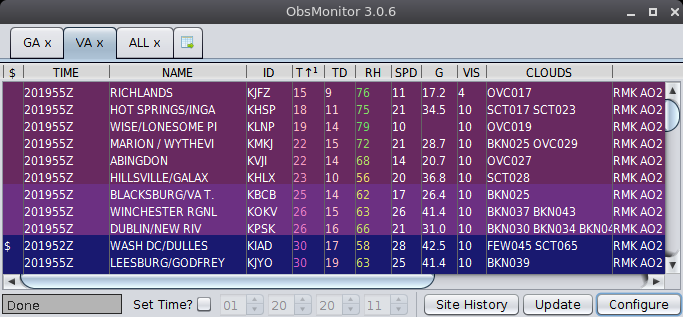 ObsMonitor 3.0.6
GA x VA x ALL x
$ TIME NAME ID T↑¹ TD RH SPD G VIS CLOUDS
201955Z RICHLANDS KJFZ 15 9 76 11 17.2 4 OVC017 RMK AO2
201955Z HOT SPRINGS/INGA KHSP 18 11 75 21 34.5 10 SCT017 SCT023 RMK AO2
201955Z WISE/LONESOME PI KLNP 19 14 79 10 10 OVC019 RMK AO2
201955Z MARION / WYTHEVI KMKJ 22 15 72 21 28.7 10 BKN025 OVC029 RMK AO2
201955Z ABINGDON KVJI 22 14 68 14 20.7 10 OVC027 RMK AO2
201955Z HILLSVILLE/GALAX KHLX 23 10 56 20 36.8 10 SCT028 RMK AO2
201955Z BLACKSBURG/VA T. KBCB 25 14 62 17 26.4 10 BKN025 RMK AO2
201955Z WINCHESTER RGNL KOKV 26 15 63 26 41.4 10 BKN037 BKN043 RMK AO2
201955Z DUBLIN/NEW RIV KPSK 26 16 66 21 31.0 10 BKN030 BKN034 BKN04 RMK AO2
$ 201952Z WASH DC/DULLES KIAD 30 17 58 28 42.5 10 FEW045 SCT065 RMK AO2
201955Z LEESBURG/GODFREY KJYO 30 19 63 25 41.4 10 BKN039 RMK AO2
Done Set Time? 01 20 20 11 Site History Update Configure